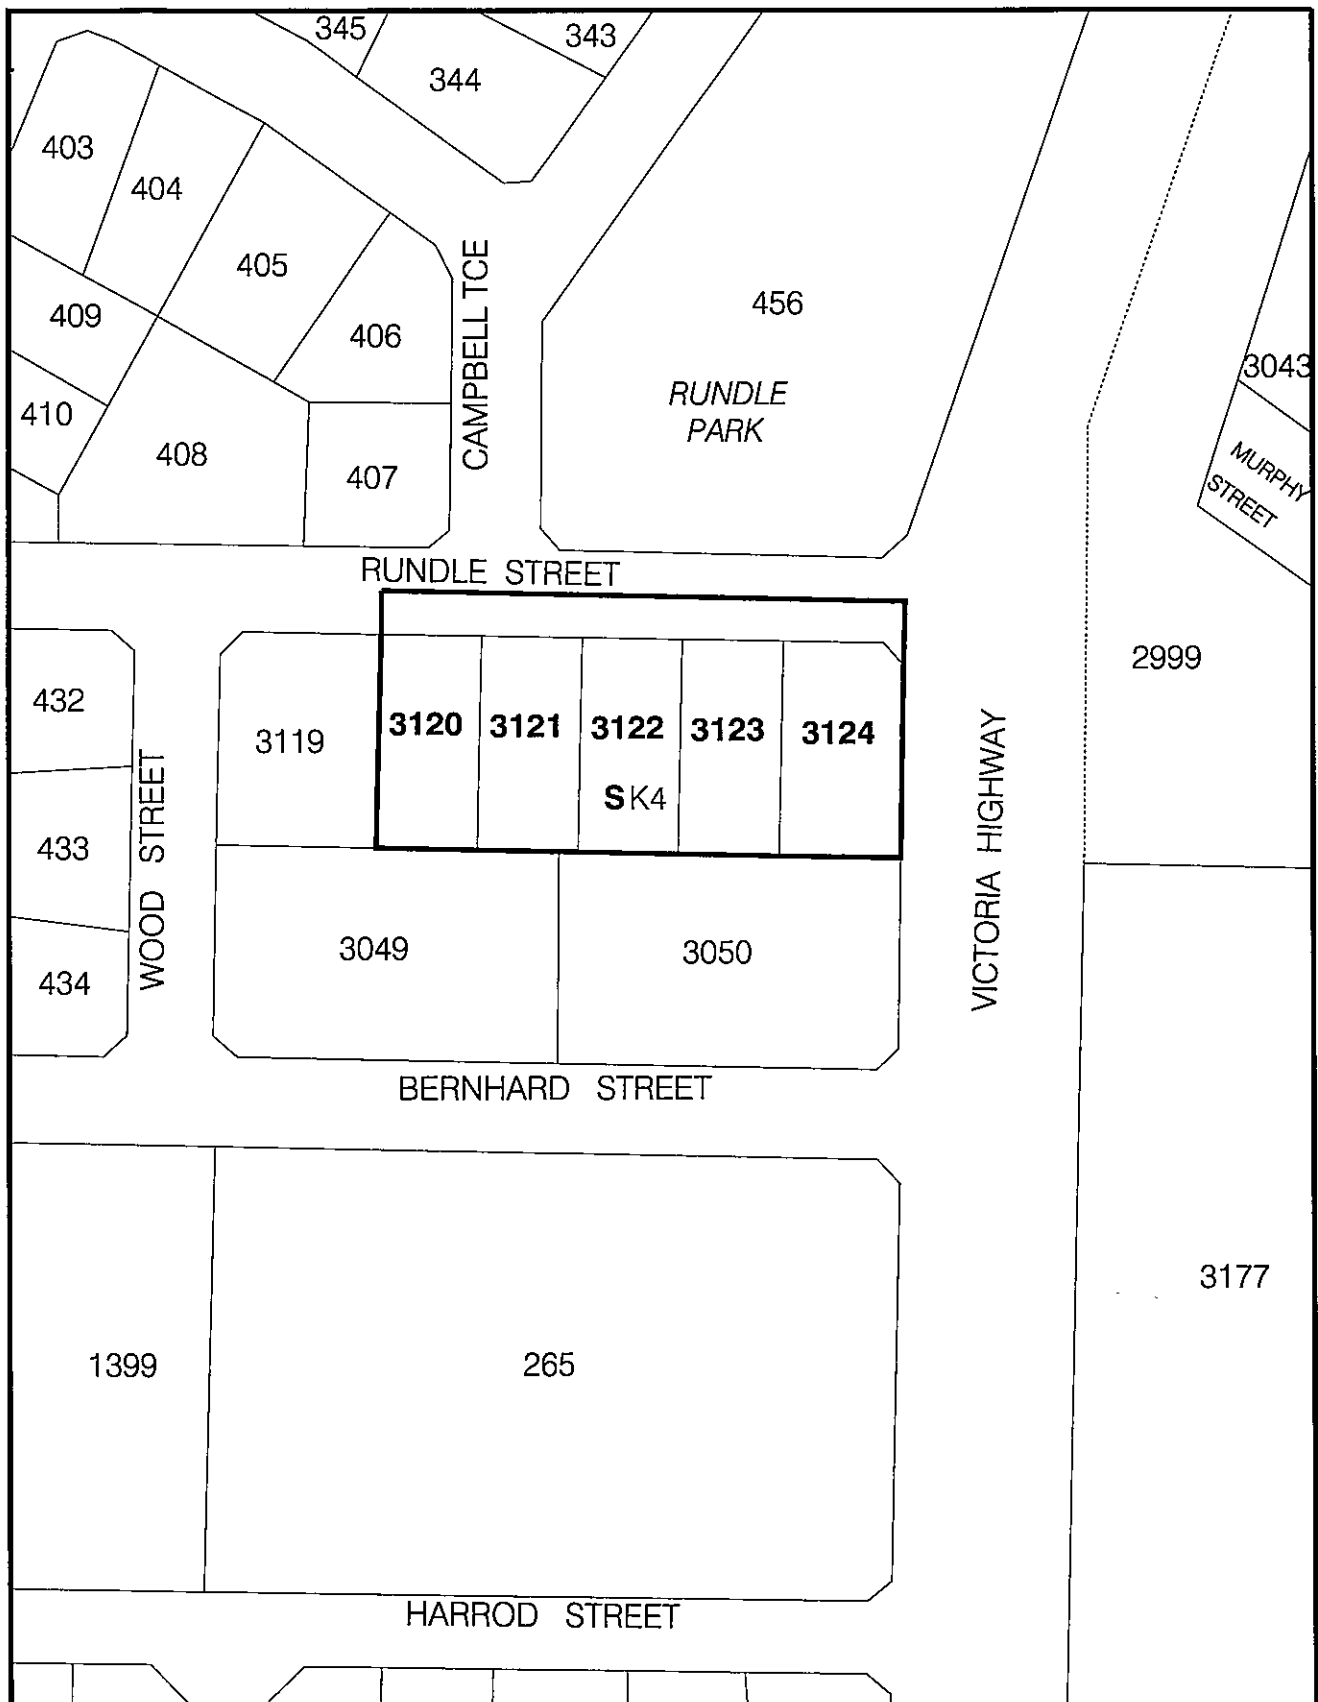 345
343
344
403
404
405
456
409
406
CAMPBELL TCE
3043
RUNDLE
PARK
410
408
407
MURPHY
STREET
RUNDLE STREET
2999
432
3119
3120
3121
3122
3123
3124
SK4
433
WOOD STREET
VICTORIA HIGHWAY
3049
3050
434
BERNHARD STREET
3177
1399
265
HARROD STREET